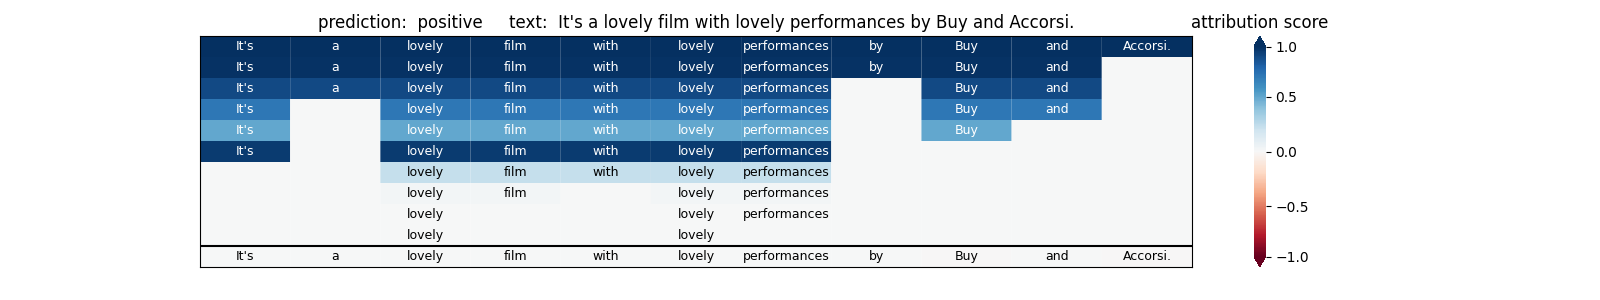 prediction:  positive     text:  It's a lovely film with lovely performances by Buy and Accorsi.     attribution score
It's a lovely film with lovely performances by Buy and Accorsi.
It's a lovely film with lovely performances by Buy and
It's a lovely film with lovely performances Buy and
It's lovely film with lovely performances Buy and
It's lovely film with lovely performances Buy
It's lovely film with lovely performances
lovely film with lovely performances
lovely film lovely performances
lovely lovely performances
lovely lovely
It's a lovely film with lovely performances by Buy and Accorsi.
1.0
0.5
0.0
−0.5
−1.0